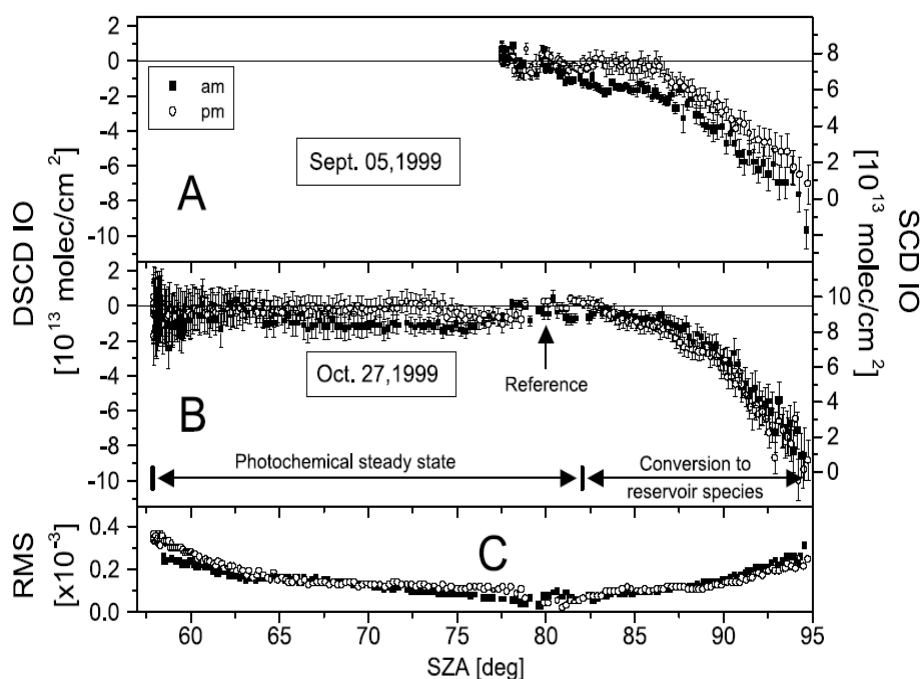 2
0
-2
-4
-6
-8
-10
am
pm
Sept. 05,1999
A
8
6
4
2
0
DSCD IO
[10^13 molec/cm^2]
SCD IO
[10^13 molec/cm^2]
2
0
-2
-4
-6
-8
-10
Reference
Oct. 27,1999
B
Photochemical steady state
Conversion to
reservoir species
10
8
6
4
2
0
RMS
[x10^-3]
0.4
0.2
0.0
C
60 65 70 75 80 85 90 95
SZA [deg]